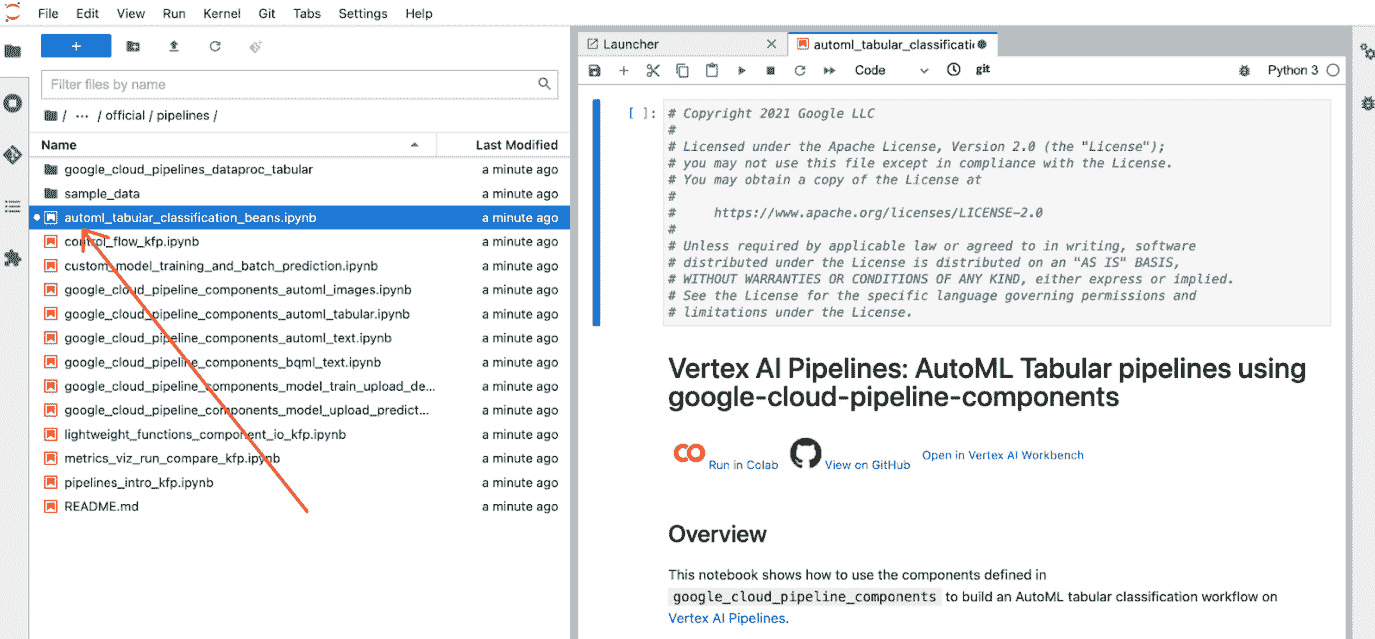 File Edit View Run Kernel Git Tabs Settings Help
+
Filter files by name
/ ··· / official / pipelines /
Name Last Modified
google_cloud_pipelines_dataproc_tabular a minute ago
sample_data a minute ago
automl_tabular_classification_beans.ipynb a minute ago
control_flow_kfp.ipynb a minute ago
custom_model_training_and_batch_prediction.ipynb a minute ago
google_cloud_pipeline_components_automl_images.ipynb a minute ago
google_cloud_pipeline_components_automl_tabular.ipynb a minute ago
google_cloud_pipeline_components_automl_text.ipynb a minute ago
google_cloud_pipeline_components_bqml_text.ipynb a minute ago
google_cloud_pipeline_components_model_train_upload_de... a minute ago
google_cloud_pipeline_components_model_upload_predict... a minute ago
lightweight_functions_component_io_kfp.ipynb a minute ago
metrics_viz_run_compare_kfp.ipynb a minute ago
pipelines_intro_kfp.ipynb a minute ago
README.md a minute ago
Launcher automl_tabular_classificatic
Code git Python 3
[ ]: # Copyright 2021 Google LLC
#
# Licensed under the Apache License, Version 2.0 (the "License");
# you may not use this file except in compliance with the License.
# You may obtain a copy of the License at
#
# https://www.apache.org/licenses/LICENSE-2.0
#
# Unless required by applicable law or agreed to in writing, software
# distributed under the License is distributed on an "AS IS" BASIS,
# WITHOUT WARRANTIES OR CONDITIONS OF ANY KIND, either express or implied.
# See the License for the specific language governing permissions and
# limitations under the License.
Vertex AI Pipelines: AutoML Tabular pipelines using
google-cloud-pipeline-components
Run in Colab View on GitHub Open in Vertex AI Workbench
Overview
This notebook shows how to use the components defined in
google_cloud_pipeline_components to build an AutoML tabular classification workflow on
Vertex AI Pipelines.